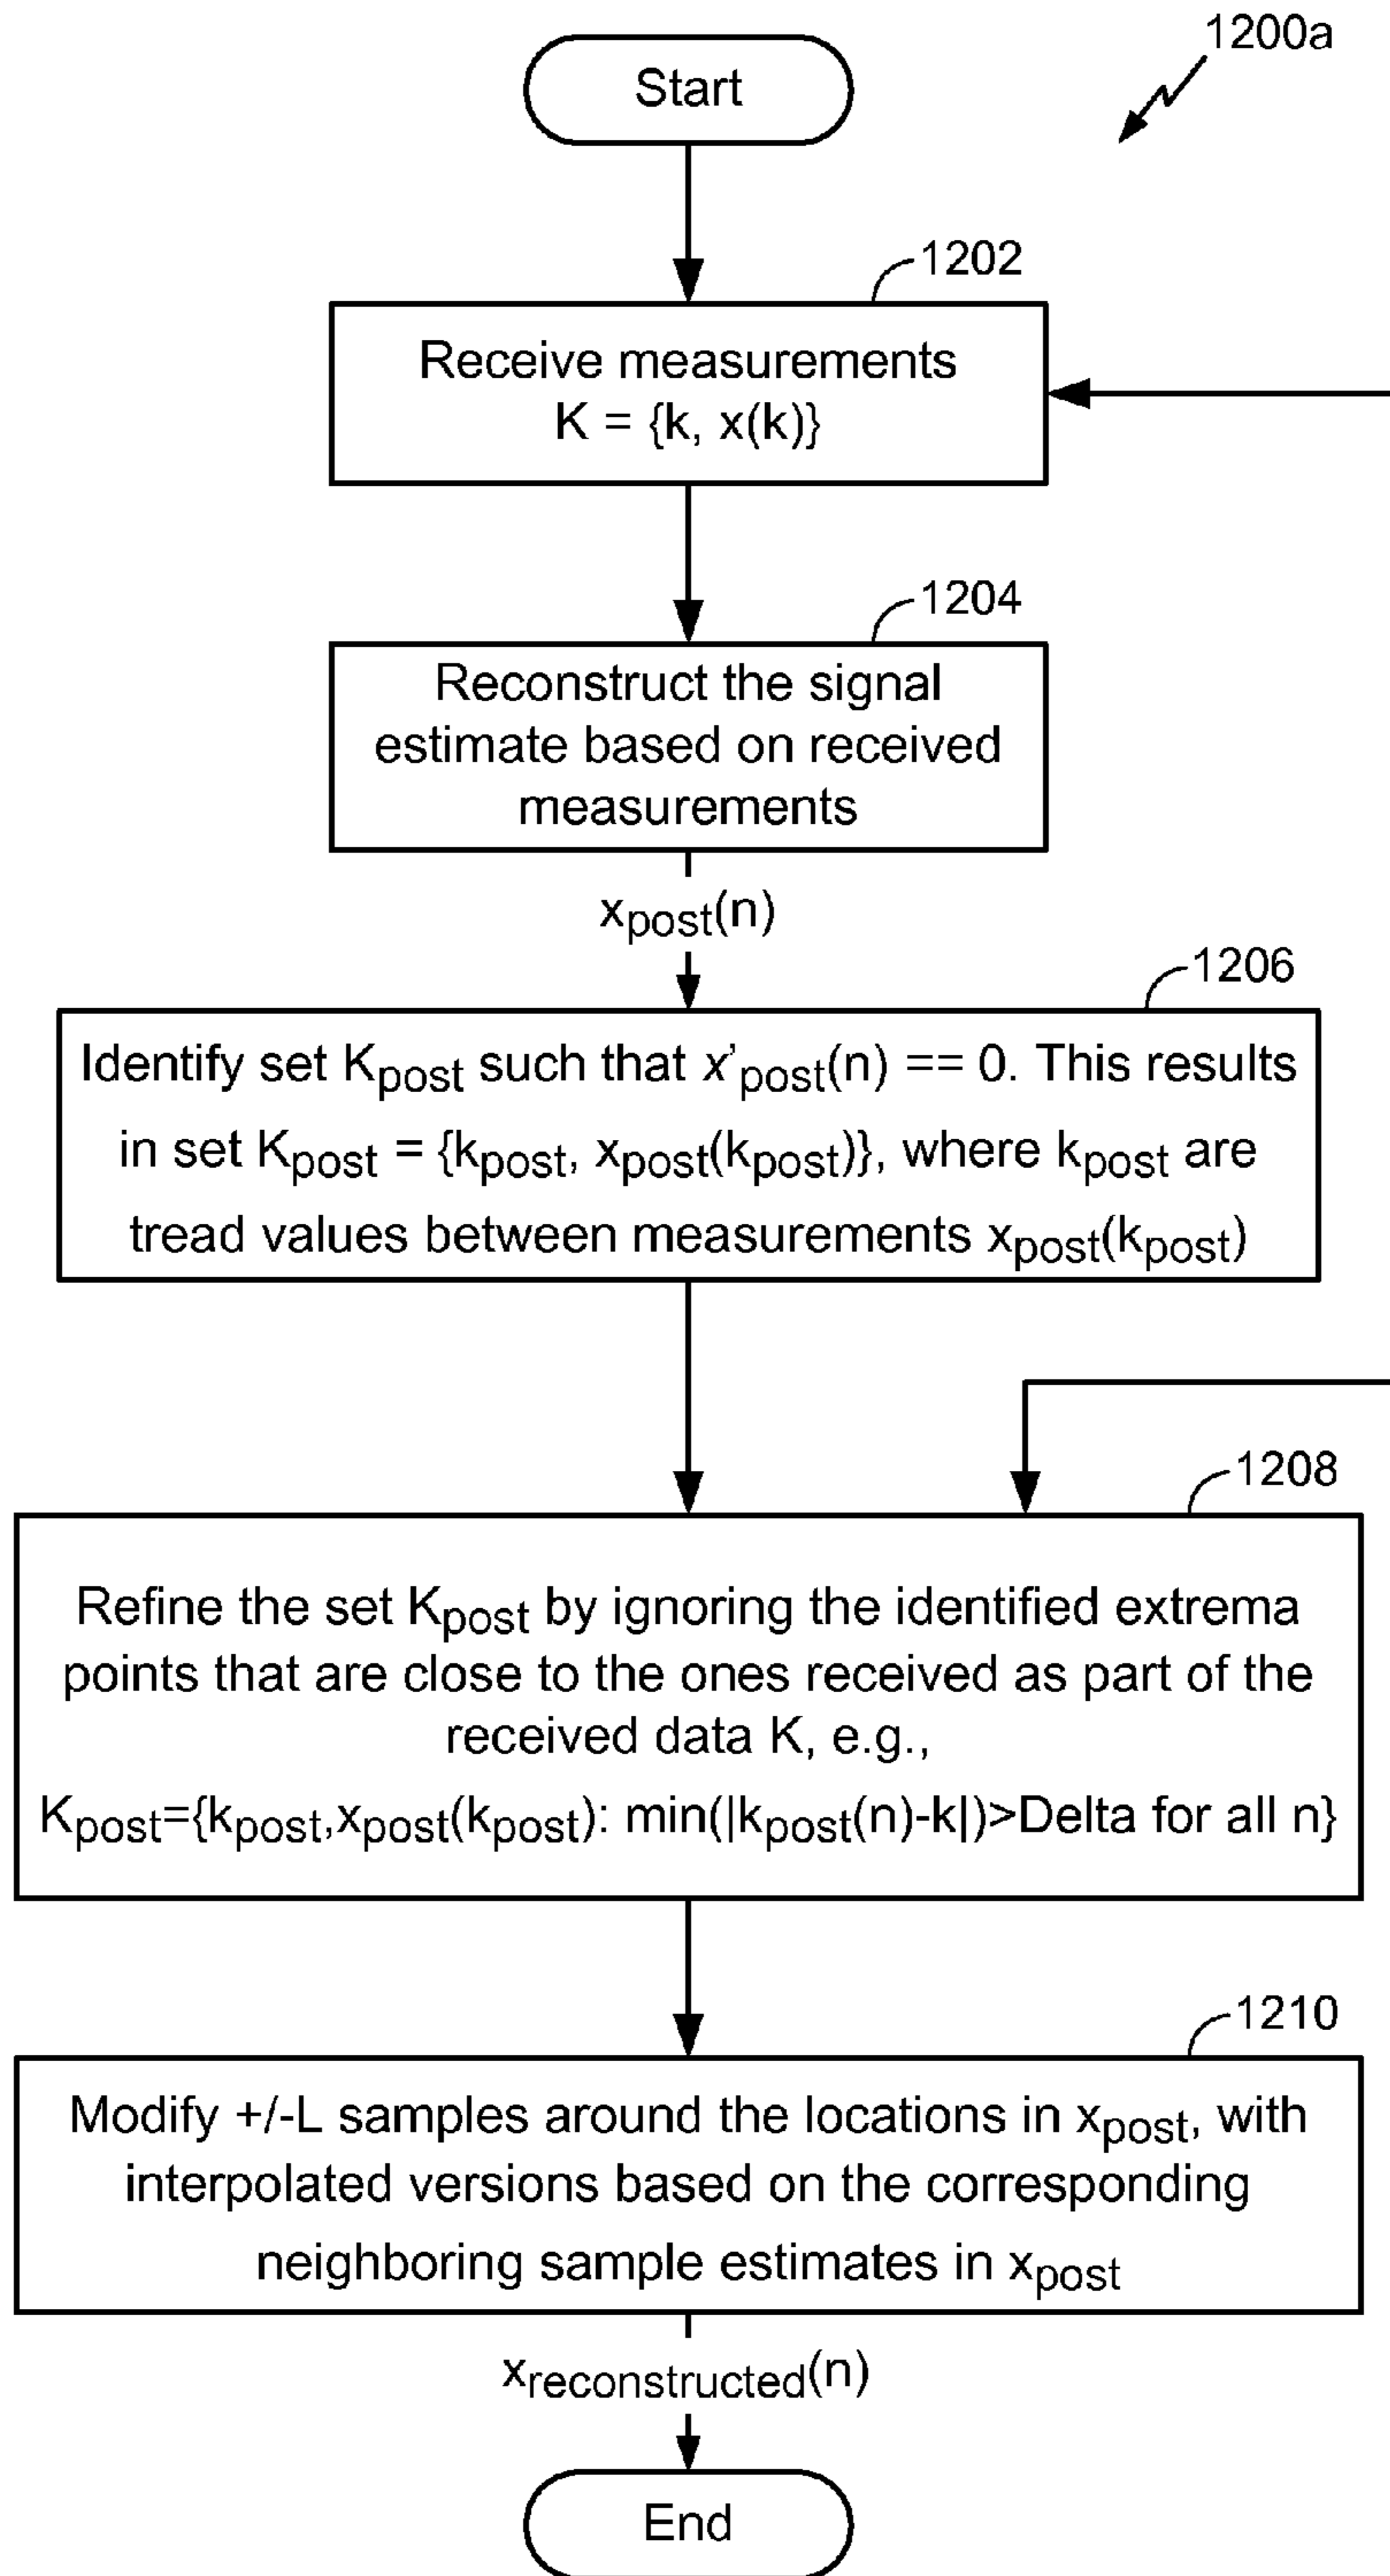 1200a
Start
1202
Receive measurements
K = {k, x(k)}
1204
Reconstruct the signal
estimate based on received
measurements
xpost(n)
1206
Identify set Kpost such that x’post(n) == 0. This results
in set Kpost = {kpost, xpost(kpost)}, where kpost are
tread values between measurements xpost(kpost)
1208
Refine the set Kpost by ignoring the identified extrema
points that are close to the ones received as part of the
received data K, e.g.,
Kpost={kpost,xpost(kpost): min(|kpost(n)-k|)>Delta for all n}
1210
Modify +/-L samples around the locations in xpost, with
interpolated versions based on the corresponding
neighboring sample estimates in xpost
xreconstructed(n)
End